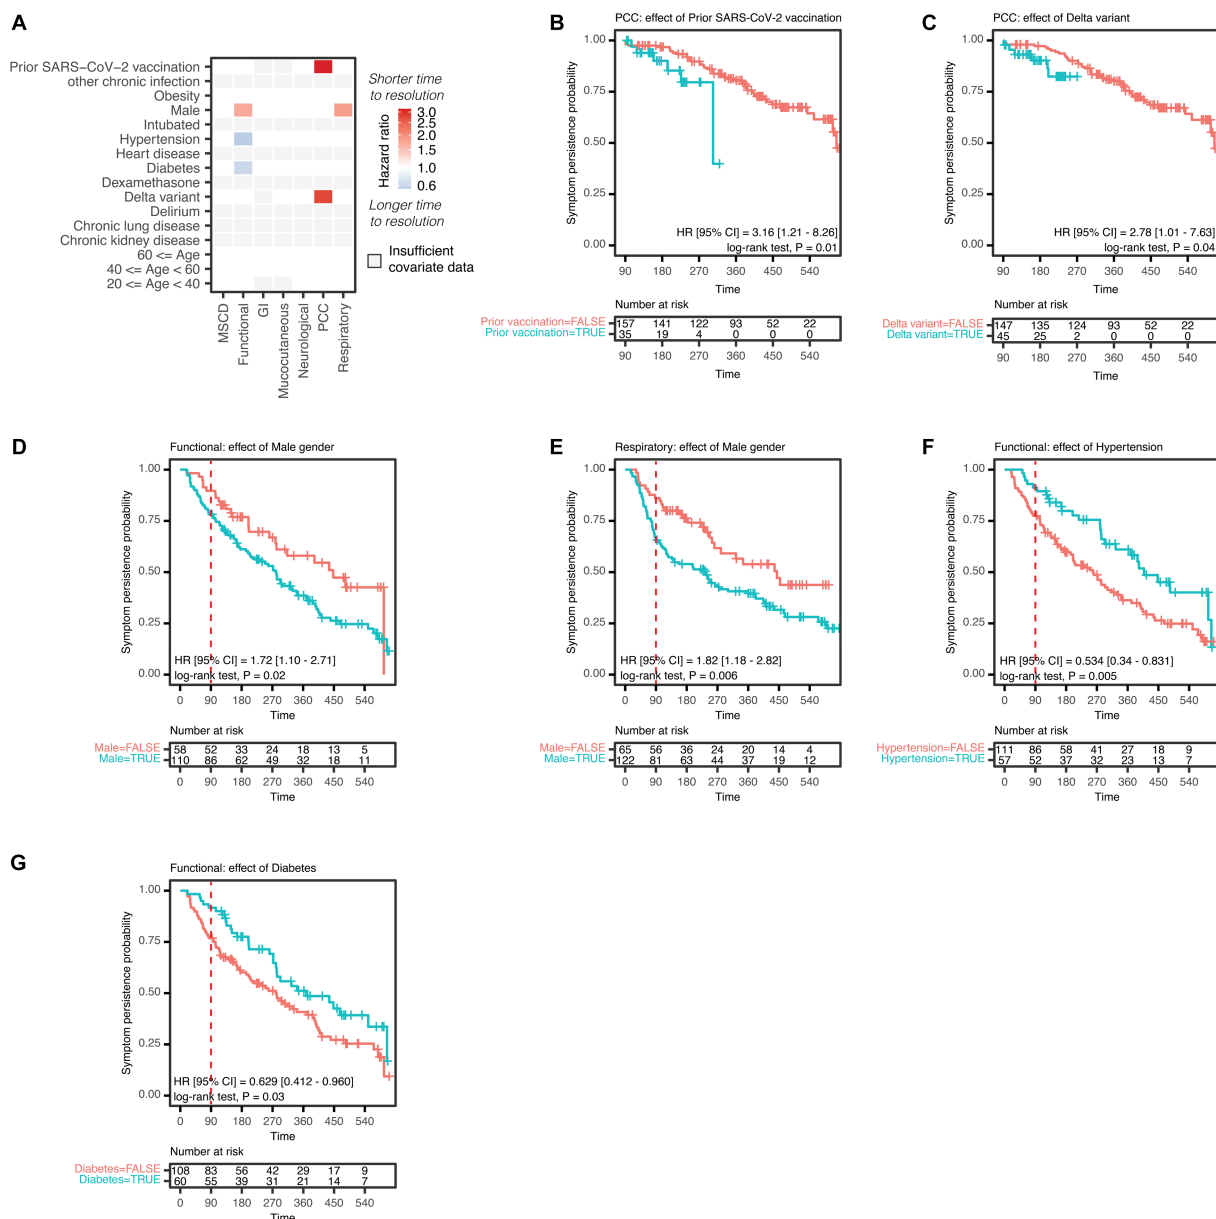 A
Prior SARS−CoV−2 vaccination
other chronic infection
Obesity
Male
Intubated
Hypertension
Heart disease
Diabetes
Dexamethasone
Delta variant
Delirium
Chronic lung disease
Chronic kidney disease
60 <= Age
40 <= Age < 60
20 <= Age < 40
MSCD
Functional
GI
Mucocutaneous
Neurological
PCC
Respiratory
Shorter time
to resolution
Hazard ratio
3.0
2.5
2.0
1.5
1.0
0.6
Longer time
to resolution
Insufficient
covariate data
B
PCC: effect of Prior SARS-CoV-2 vaccination
Symptom persistence probability
1.00
0.75
0.50
0.25
0.00
HR [95% CI] = 3.16 [1.21 - 8.26]
log-rank test, P = 0.01
90 180 270 360 450 540
Time
Number at risk
Prior vaccination=FALSE 157 141 122 93 52 22
Prior vaccination=TRUE 35 19 4 0 0 0
90 180 270 360 450 540
Time
C
PCC: effect of Delta variant
Symptom persistence probability
1.00
0.75
0.50
0.25
0.00
HR [95% CI] = 2.78 [1.01 - 7.63]
log-rank test, P = 0.04
90 180 270 360 450 540
Time
Number at risk
Delta variant=FALSE 147 135 124 93 52 22
Delta variant=TRUE 45 25 2 0 0 0
90 180 270 360 450 540
Time
D
Functional: effect of Male gender
Symptom persistence probability
1.00
0.75
0.50
0.25
0.00
HR [95% CI] = 1.72 [1.10 - 2.71]
log-rank test, P = 0.02
0 90 180 270 360 450 540
Time
Number at risk
Male=FALSE 58 52 33 24 18 13 5
Male=TRUE 110 86 62 49 32 18 11
0 90 180 270 360 450 540
Time
E
Respiratory: effect of Male gender
Symptom persistence probability
1.00
0.75
0.50
0.25
0.00
HR [95% CI] = 1.82 [1.18 - 2.82]
log-rank test, P = 0.006
0 90 180 270 360 450 540
Time
Number at risk
Male=FALSE 65 56 36 24 20 14 4
Male=TRUE 122 81 63 44 37 19 12
0 90 180 270 360 450 540
Time
F
Functional: effect of Hypertension
Symptom persistence probability
1.00
0.75
0.50
0.25
0.00
HR [95% CI] = 0.534 [0.34 - 0.831]
log-rank test, P = 0.005
0 90 180 270 360 450 540
Time
Number at risk
Hypertension=FALSE 111 86 58 41 27 18 9
Hypertension=TRUE 57 52 37 32 23 13 7
0 90 180 270 360 450 540
Time
G
Functional: effect of Diabetes
Symptom persistence probability
1.00
0.75
0.50
0.25
0.00
HR [95% CI] = 0.629 [0.412 - 0.960]
log-rank test, P = 0.03
0 90 180 270 360 450 540
Time
Number at risk
Diabetes=FALSE 108 83 56 42 29 17 9
Diabetes=TRUE 60 55 39 31 21 14 7
0 90 180 270 360 450 540
Time